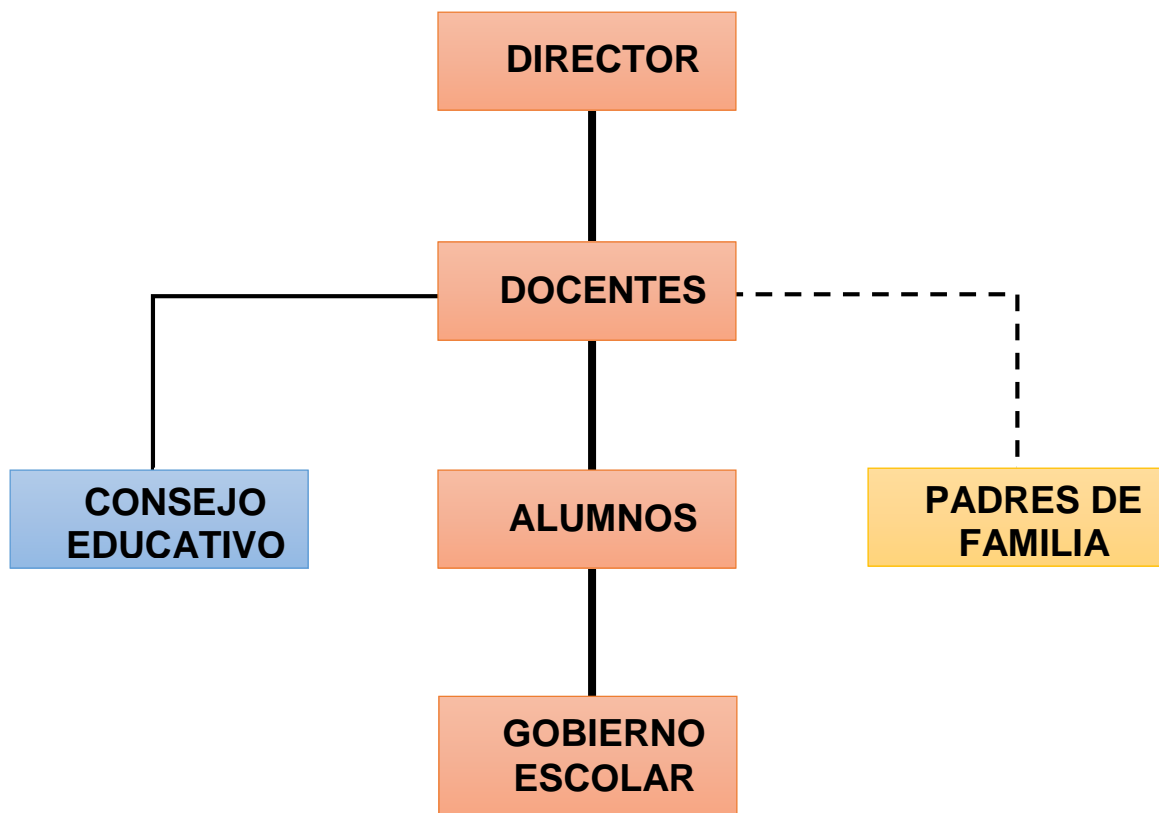 DIRECTOR
DOCENTES
CONSEJO
EDUCATIVO
ALUMNOS
PADRES DE
FAMILIA
GOBIERNO
ESCOLAR